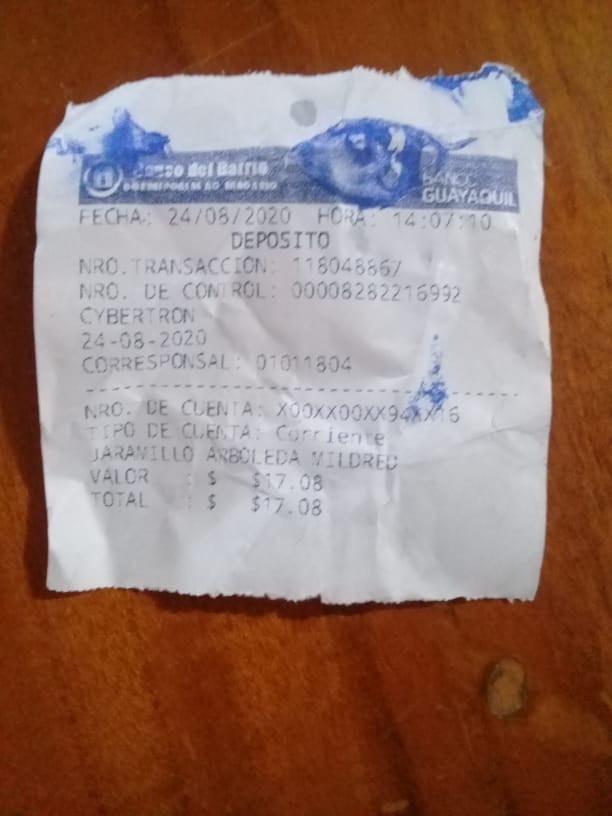 Banco del Barrio
CORRESPONSAL NO BANCARIO
BANCO
GUAYAQUIL
FECHA: 24/08/2020 HORA: 14:07:10
DEPOSITO
NRO.TRANSACCION: 118048867
NRO. DE CONTROL: 00008282216992
CYBERTRON
24-08-2020
CORRESPONSAL: 01011804
NRO. DE CUENTA: X00XX00XX94XX16
TIPO DE CUENTA: Corriente
JARAMILLO ARBOLEDA MILDRED
VALOR : $ $17.08
TOTAL : $ $17.08